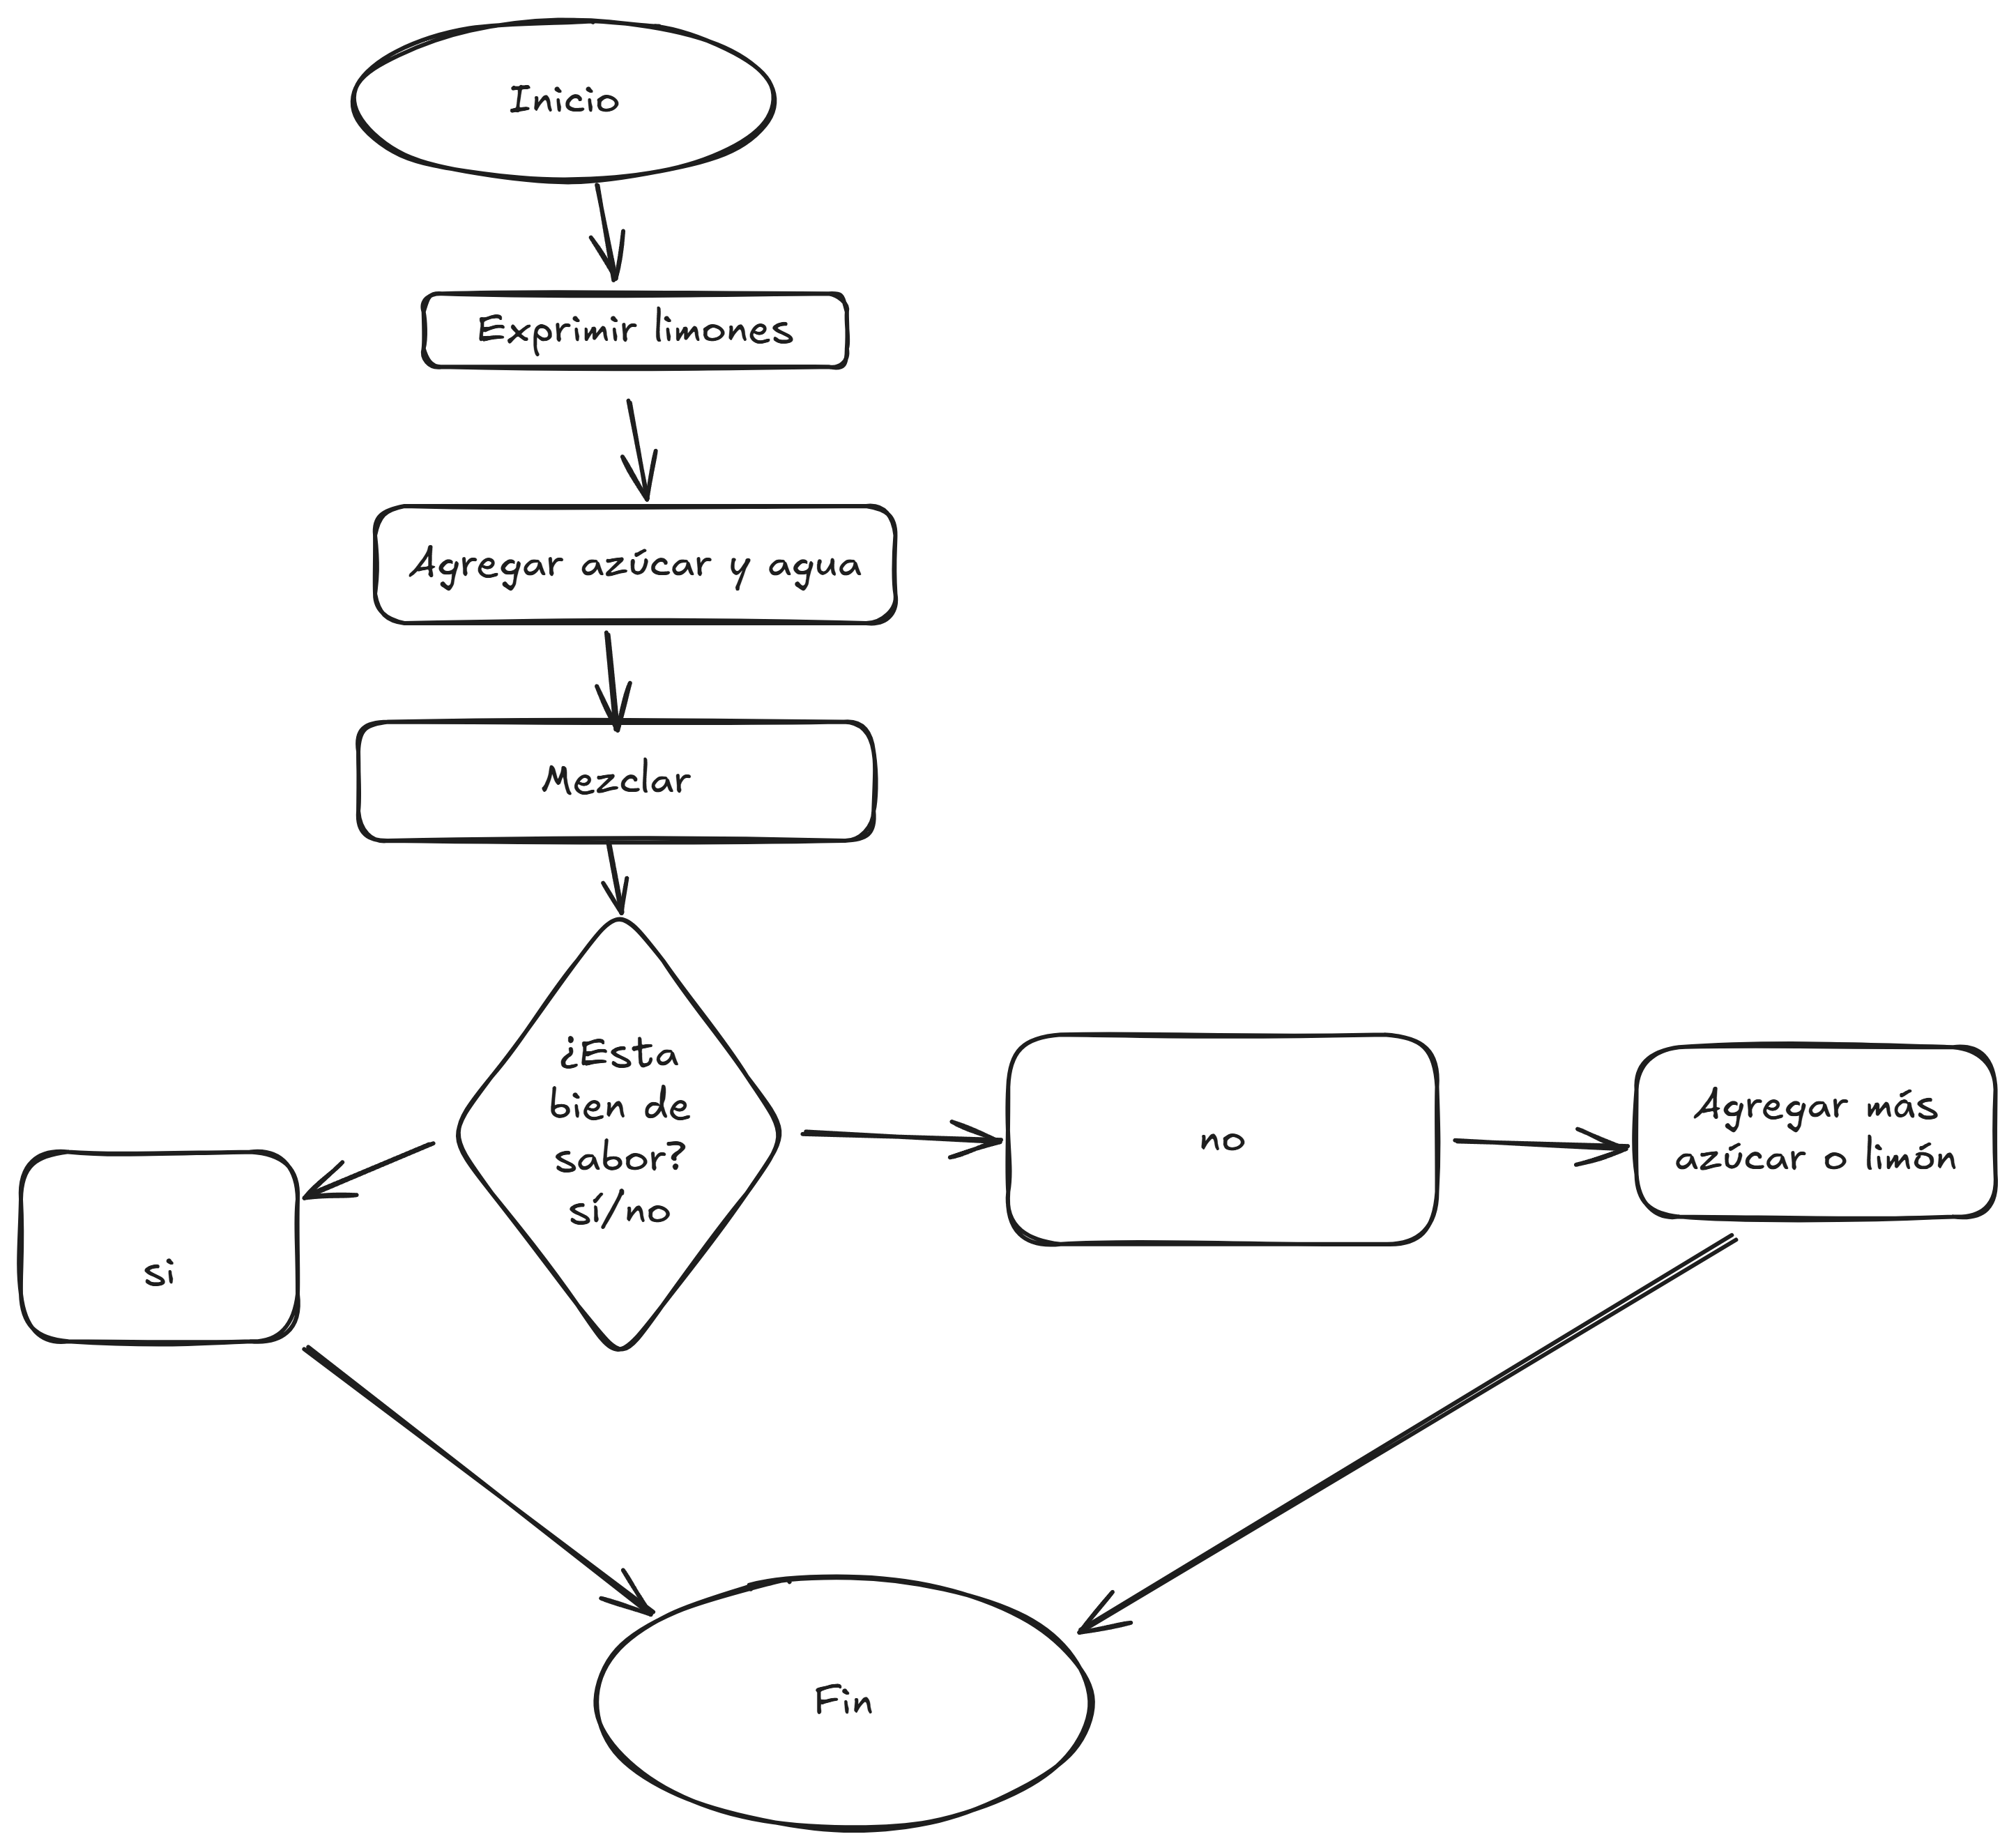 Inicio
Exprimir limones
Agregar azúcar y agua
Mezclar
¿Esta
bien de
sabor?
sí/no
no
Agregar más
azúcar o limón
si
Fin